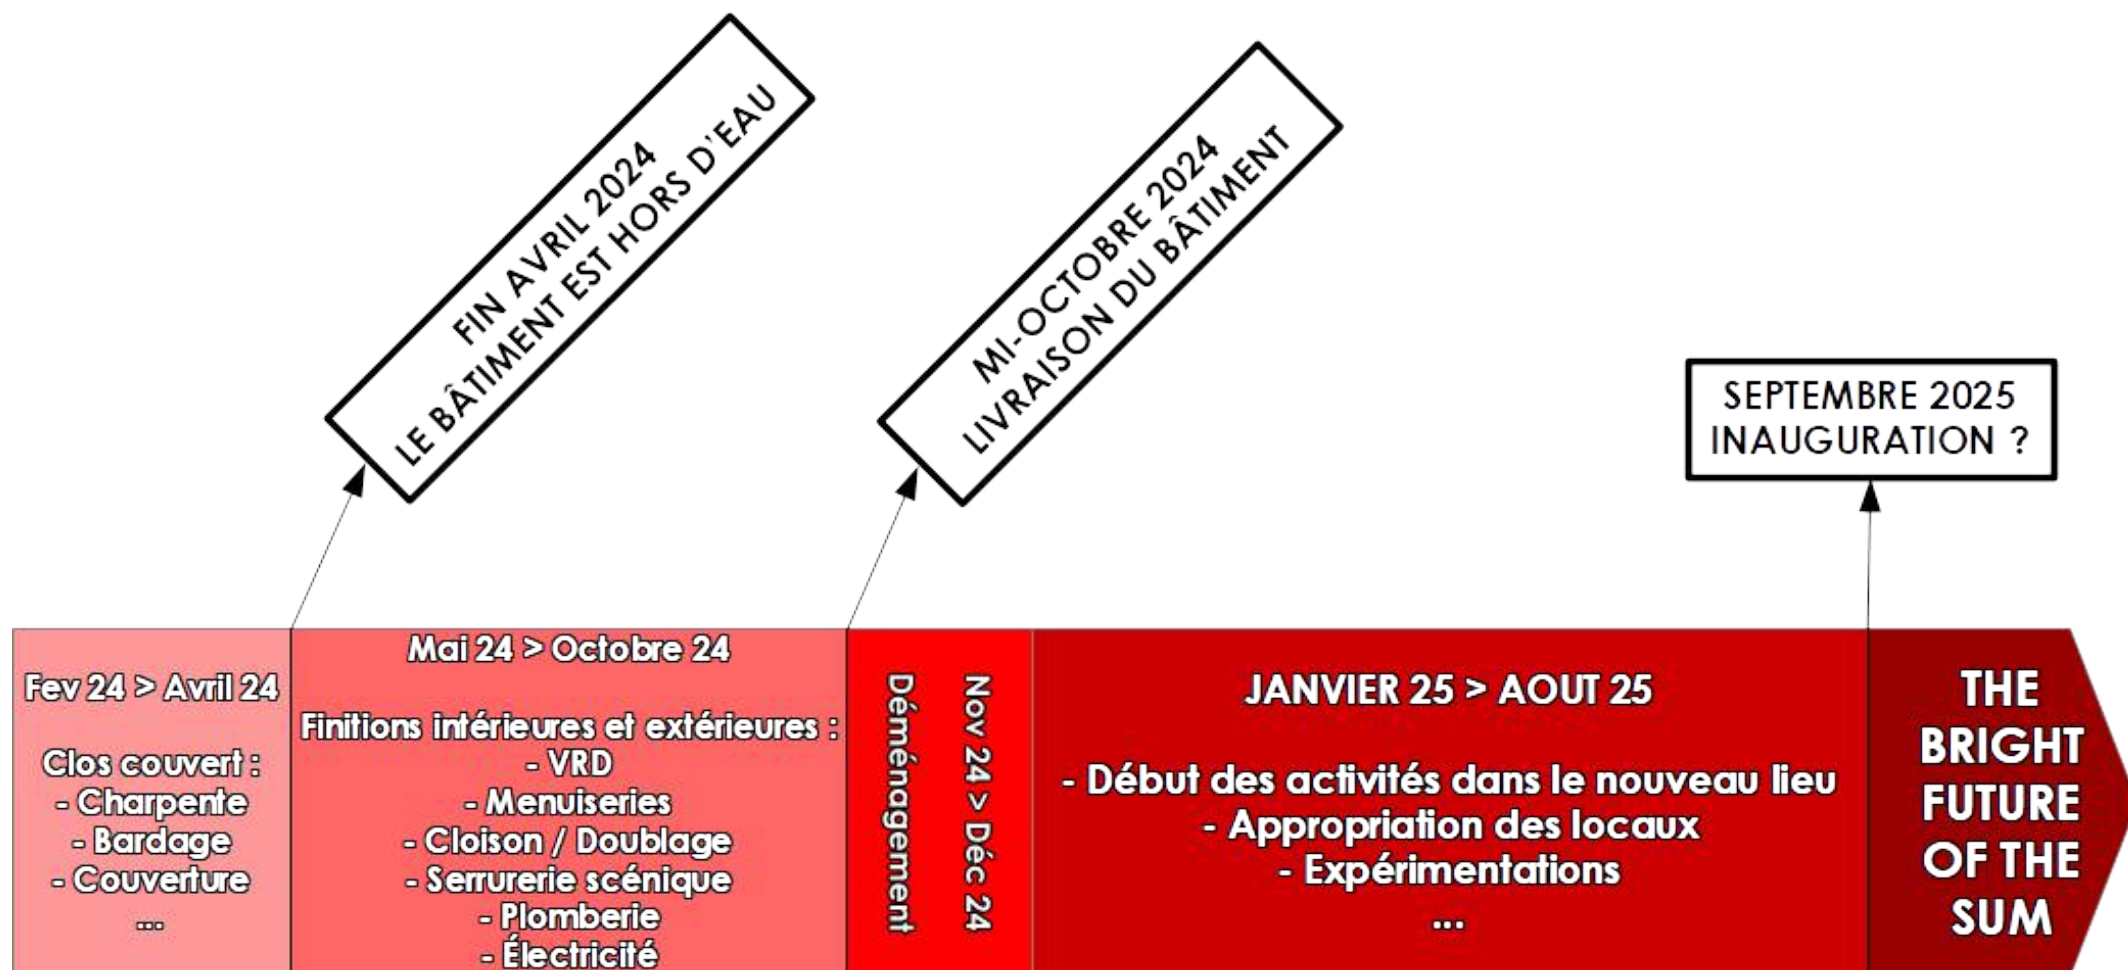 FIN AVRIL 2024
LE BÂTIMENT EST HORS D'EAU
MI-OCTOBRE 2024
LIVRAISON DU BÂTIMENT
SEPTEMBRE 2025
INAUGURATION ?
Fev 24 > Avril 24
Clos couvert :
- Charpente
- Bardage
- Couverture
...
Mai 24 > Octobre 24
Finitions intérieures et extérieures :
- VRD
- Menuiseries
- Cloison / Doublage
- Serrurerie scénique
- Plomberie
- Électricité
Nov 24 > Déc 24
Déménagement
JANVIER 25 > AOUT 25
- Début des activités dans le nouveau lieu
- Appropriation des locaux
- Expérimentations
...
THE
BRIGHT
FUTURE
OF THE
SUM